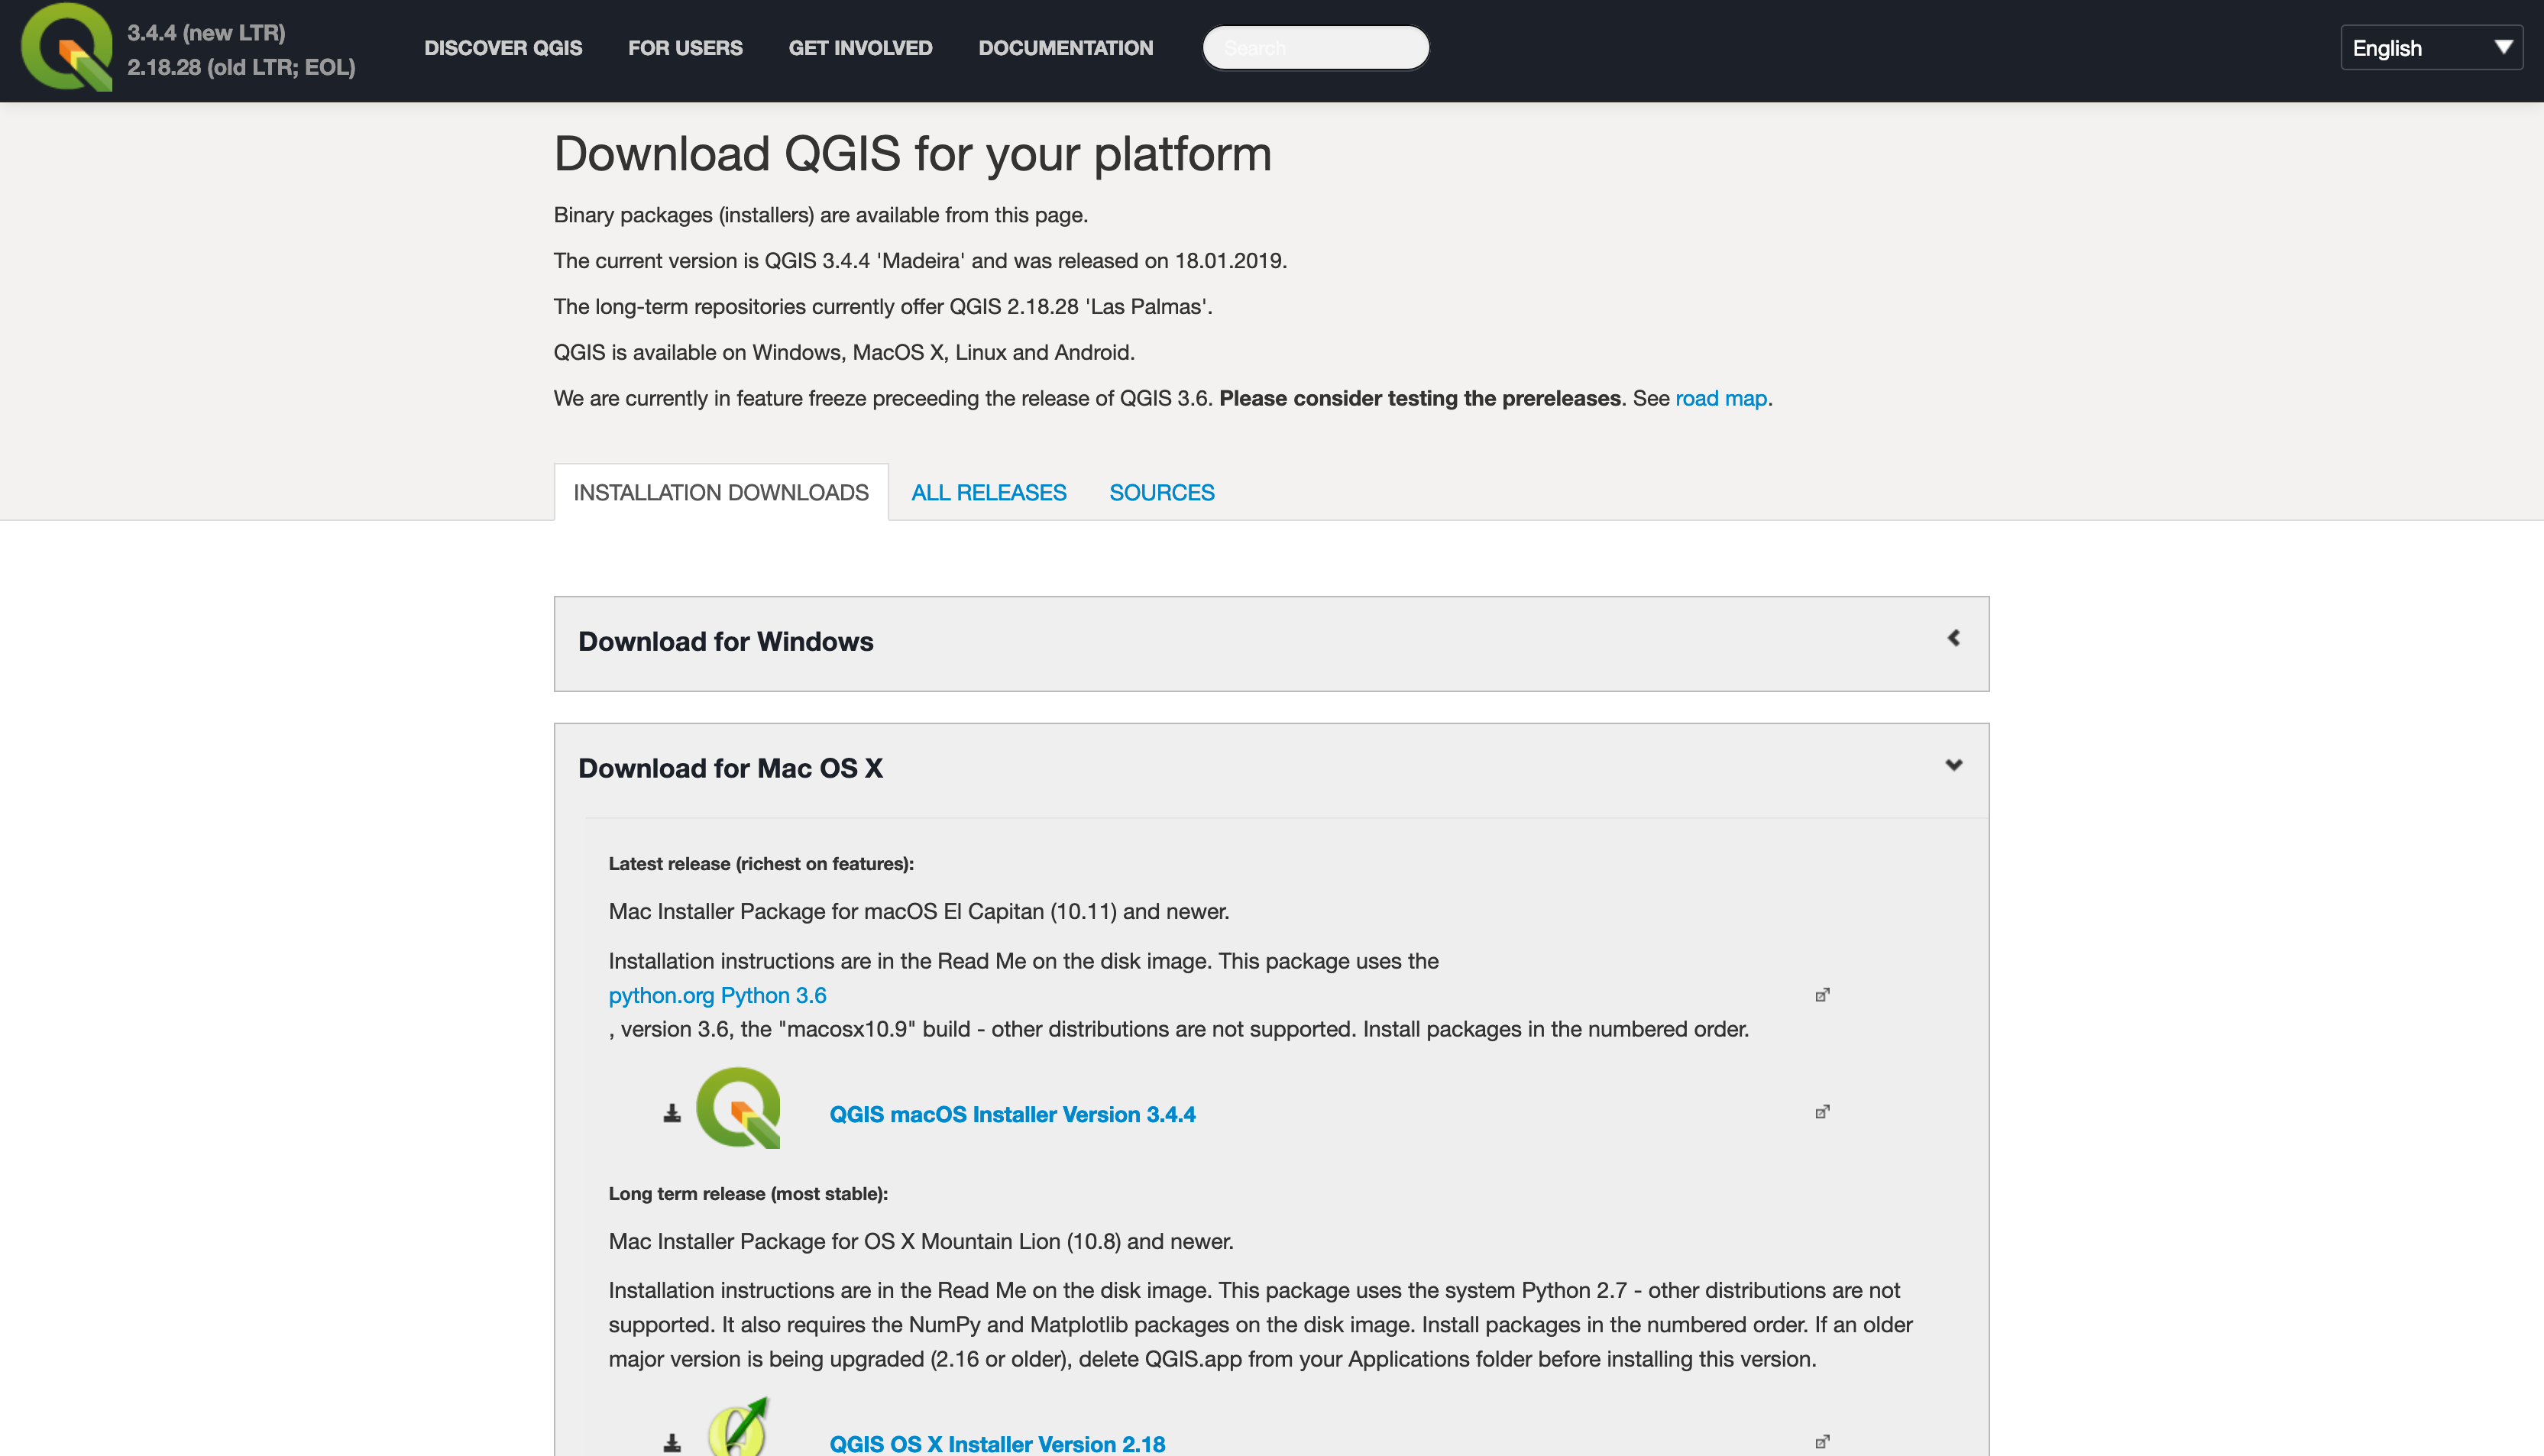 3.4.4 (new LTR)
2.18.28 (old LTR; EOL)
DISCOVER QGIS
FOR USERS
GET INVOLVED
DOCUMENTATION
Search
English
Download QGIS for your platform
Binary packages (installers) are available from this page.
The current version is QGIS 3.4.4 'Madeira' and was released on 18.01.2019.
The long-term repositories currently offer QGIS 2.18.28 'Las Palmas'.
QGIS is available on Windows, MacOS X, Linux and Android.
We are currently in feature freeze preceeding the release of QGIS 3.6. Please consider testing the prereleases. See road map.
INSTALLATION DOWNLOADS
ALL RELEASES
SOURCES
Download for Windows
Download for Mac OS X
Latest release (richest on features):
Mac Installer Package for macOS El Capitan (10.11) and newer.
Installation instructions are in the Read Me on the disk image. This package uses the
python.org Python 3.6
, version 3.6, the "macosx10.9" build - other distributions are not supported. Install packages in the numbered order.
QGIS macOS Installer Version 3.4.4
Long term release (most stable):
Mac Installer Package for OS X Mountain Lion (10.8) and newer.
Installation instructions are in the Read Me on the disk image. This package uses the system Python 2.7 - other distributions are not
supported. It also requires the NumPy and Matplotlib packages on the disk image. Install packages in the numbered order. If an older
major version is being upgraded (2.16 or older), delete QGIS.app from your Applications folder before installing this version.
QGIS OS X Installer Version 2.18